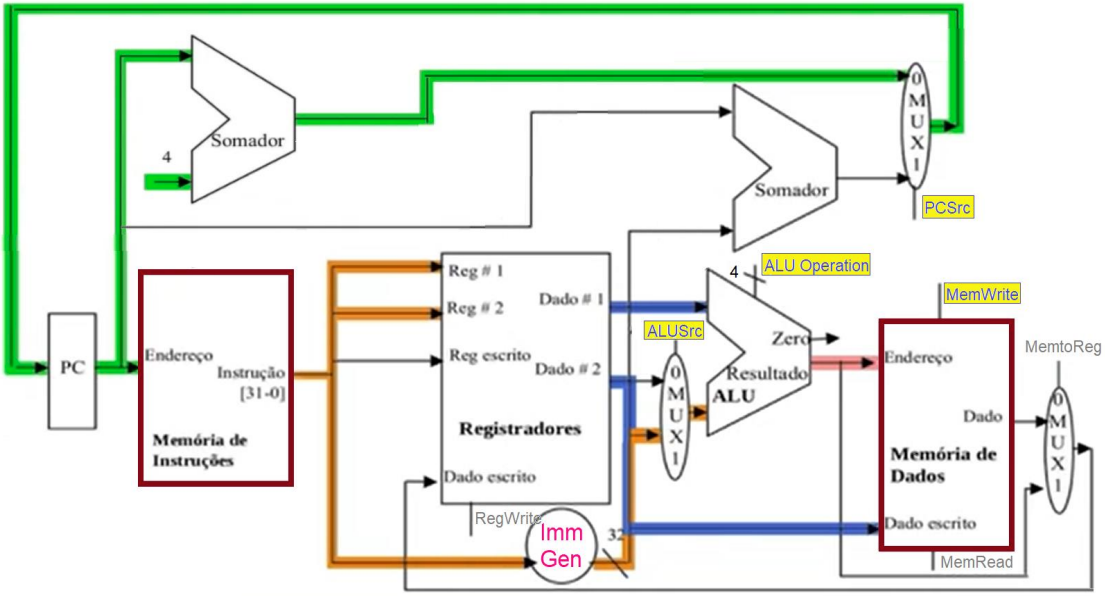 Somador
4
0
M
U
X
1
PCSrc
Somador
4
ALU Operation
MemWrite
Reg # 1
Reg # 2
Reg escrito
Dado # 1
Dado # 2
Registradores
Dado escrito
RegWrite
PC
Endereço
Instrução
[31-0]
Memória de
Instruções
ALUSrc
0
M
U
X
1
Zero
Resultado
ALU
Endereço
Dado
Memória de
Dados
Dado escrito
MemRead
MemtoReg
0
M
U
X
1
Imm
Gen
32